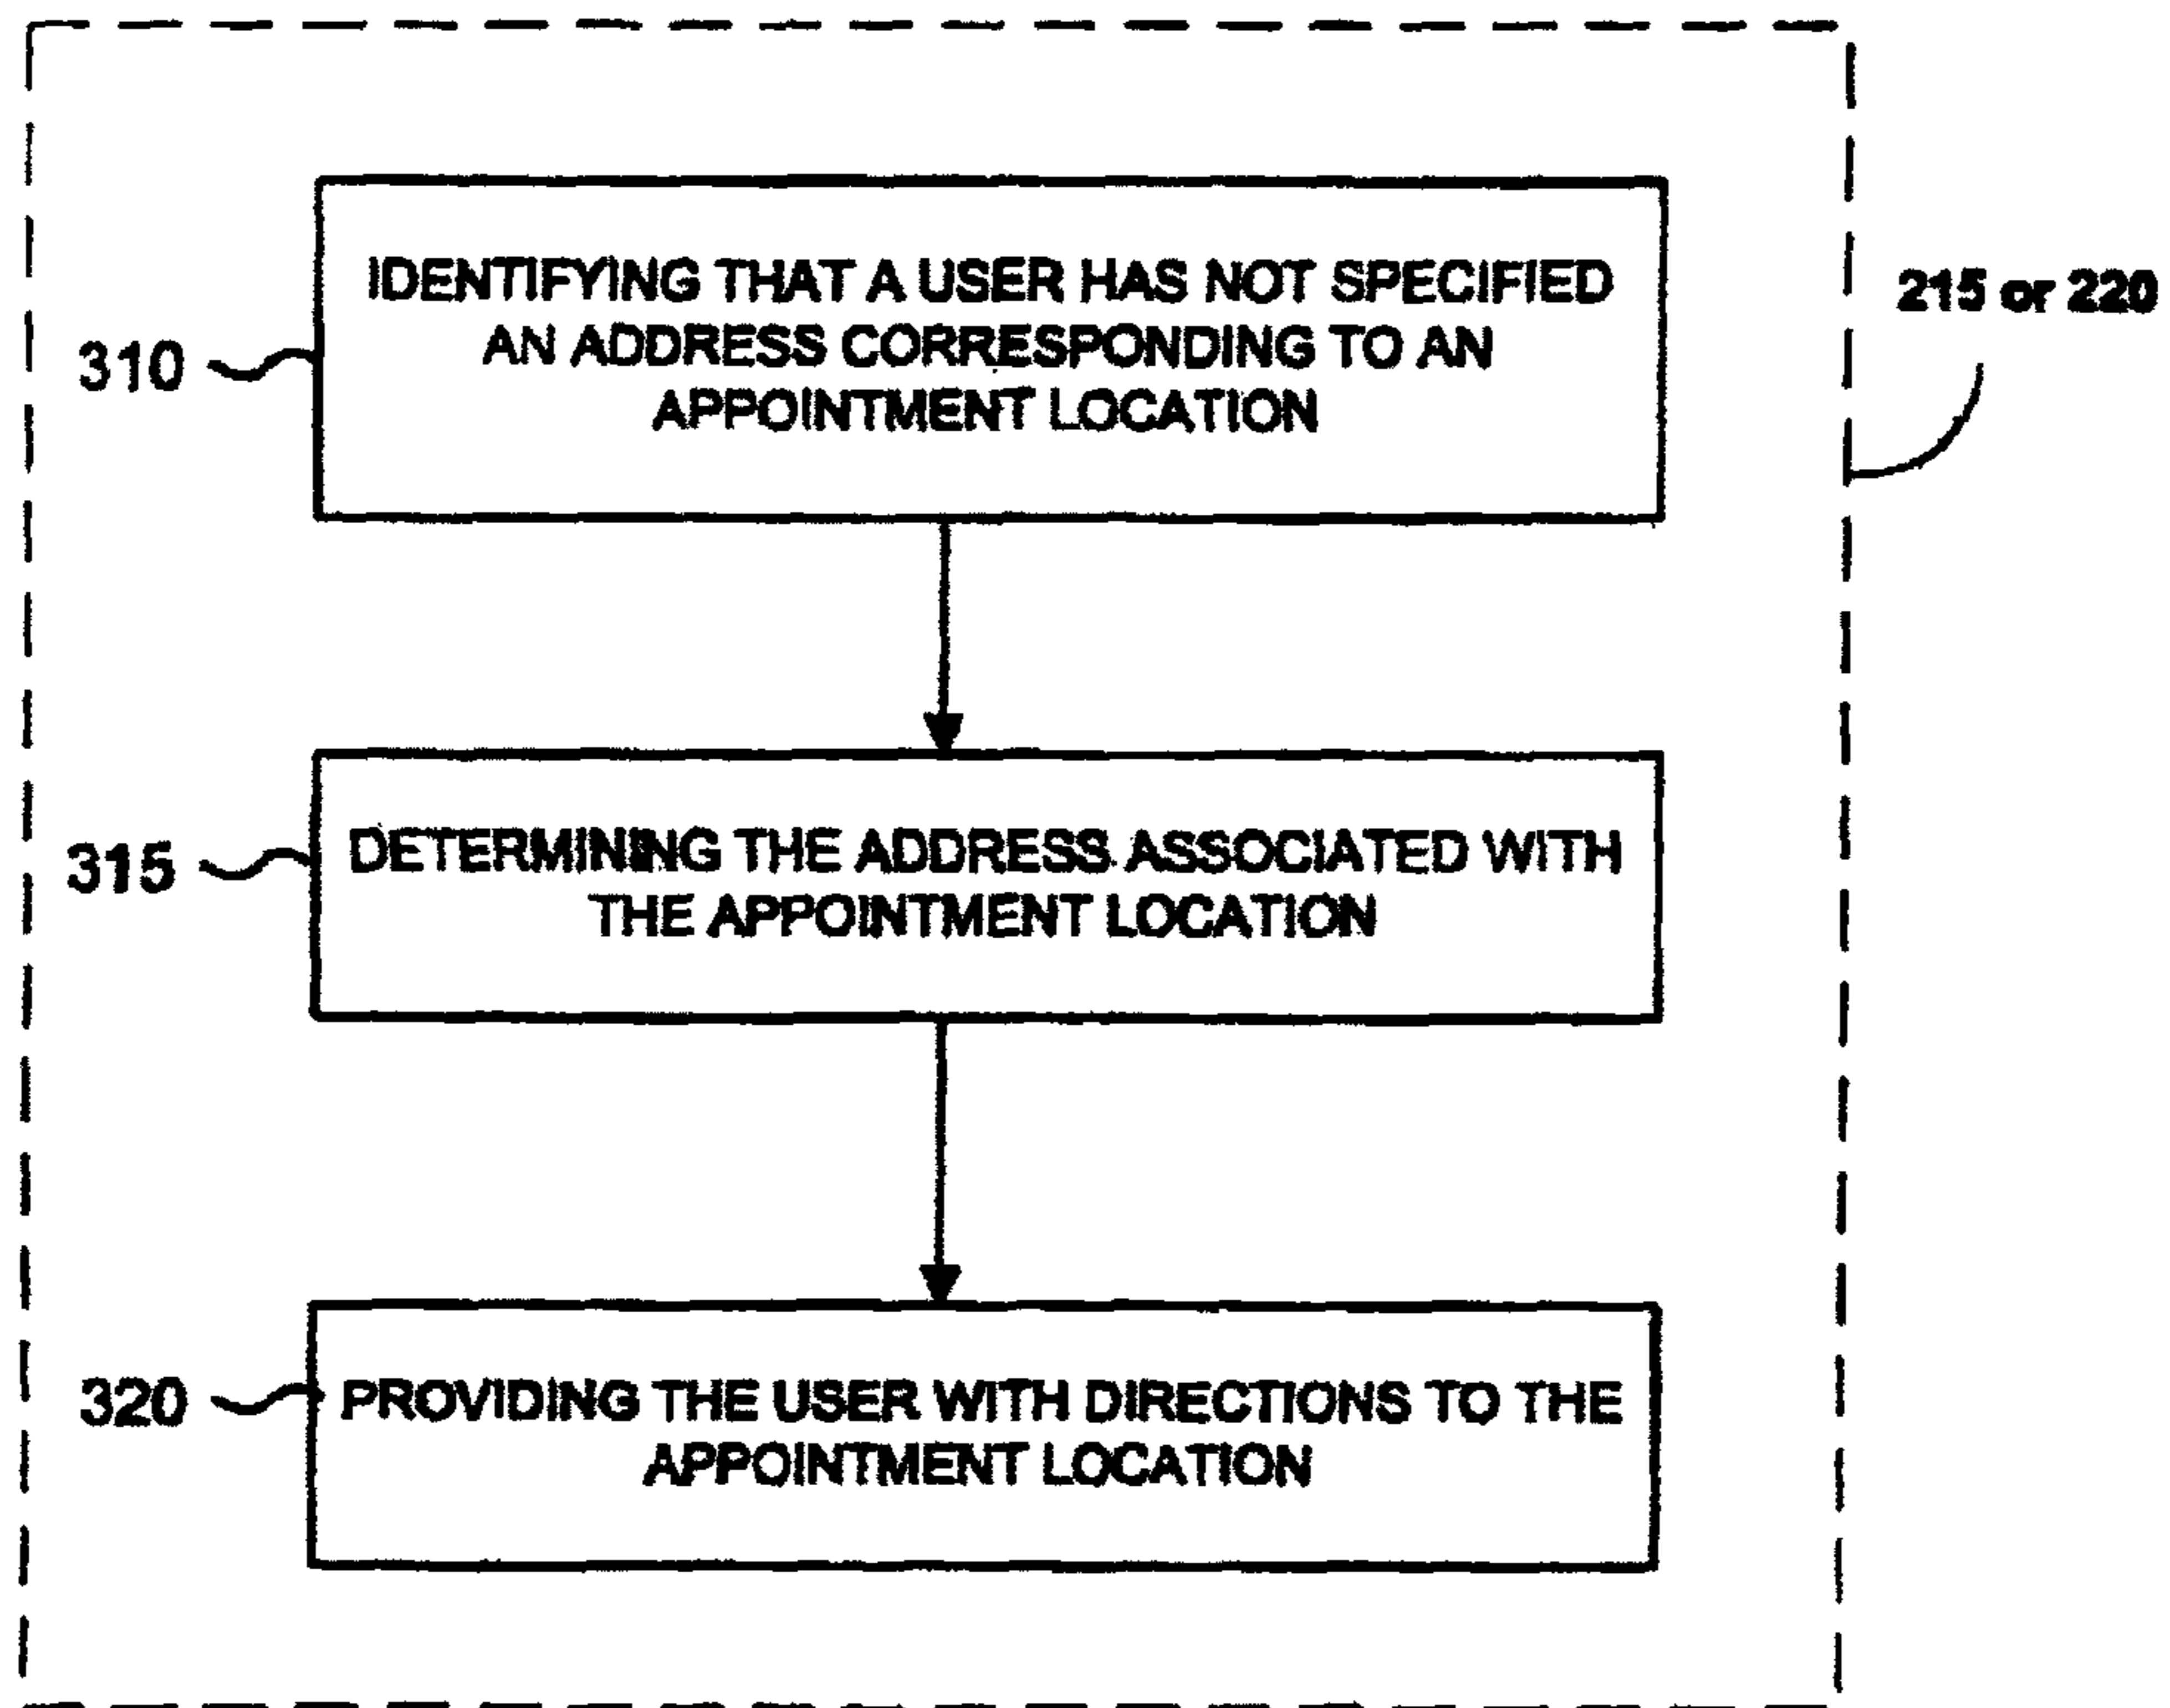 IDENTIFYING THAT A USER HAS NOT SPECIFIED
AN ADDRESS CORRESPONDING TO AN
APPOINTMENT LOCATION
310
215 or 220
DETERMINING THE ADDRESS ASSOCIATED WITH
THE APPOINTMENT LOCATION
315
PROVIDING THE USER WITH DIRECTIONS TO THE
APPOINTMENT LOCATION
320